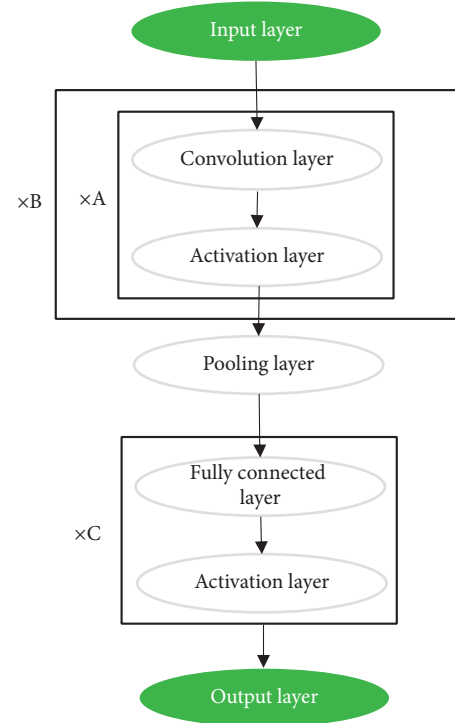 Input layer
Convolution layer
×B
×A
Activation layer
Pooling layer
Fully connected
layer
×C
Activation layer
Output layer